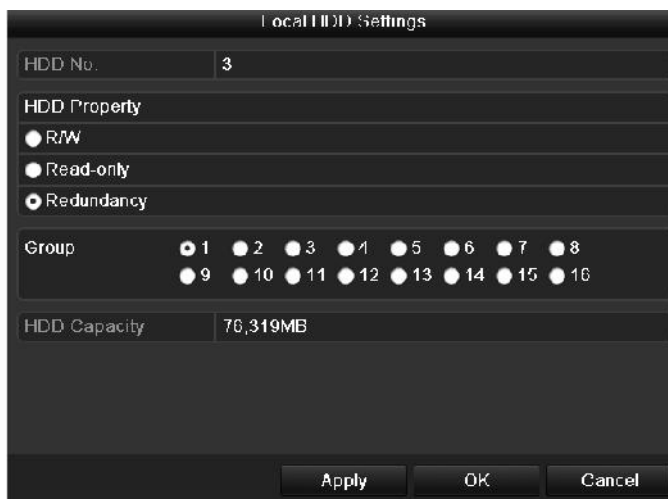 Local HDD Settings
HDD No. 3
HDD Property
R/W
Read-only
Redundancy
Group 1 2 3 4 5 6 7 8
9 10 11 12 13 14 15 16
HDD Capacity 76,319MB
Apply OK Cancel